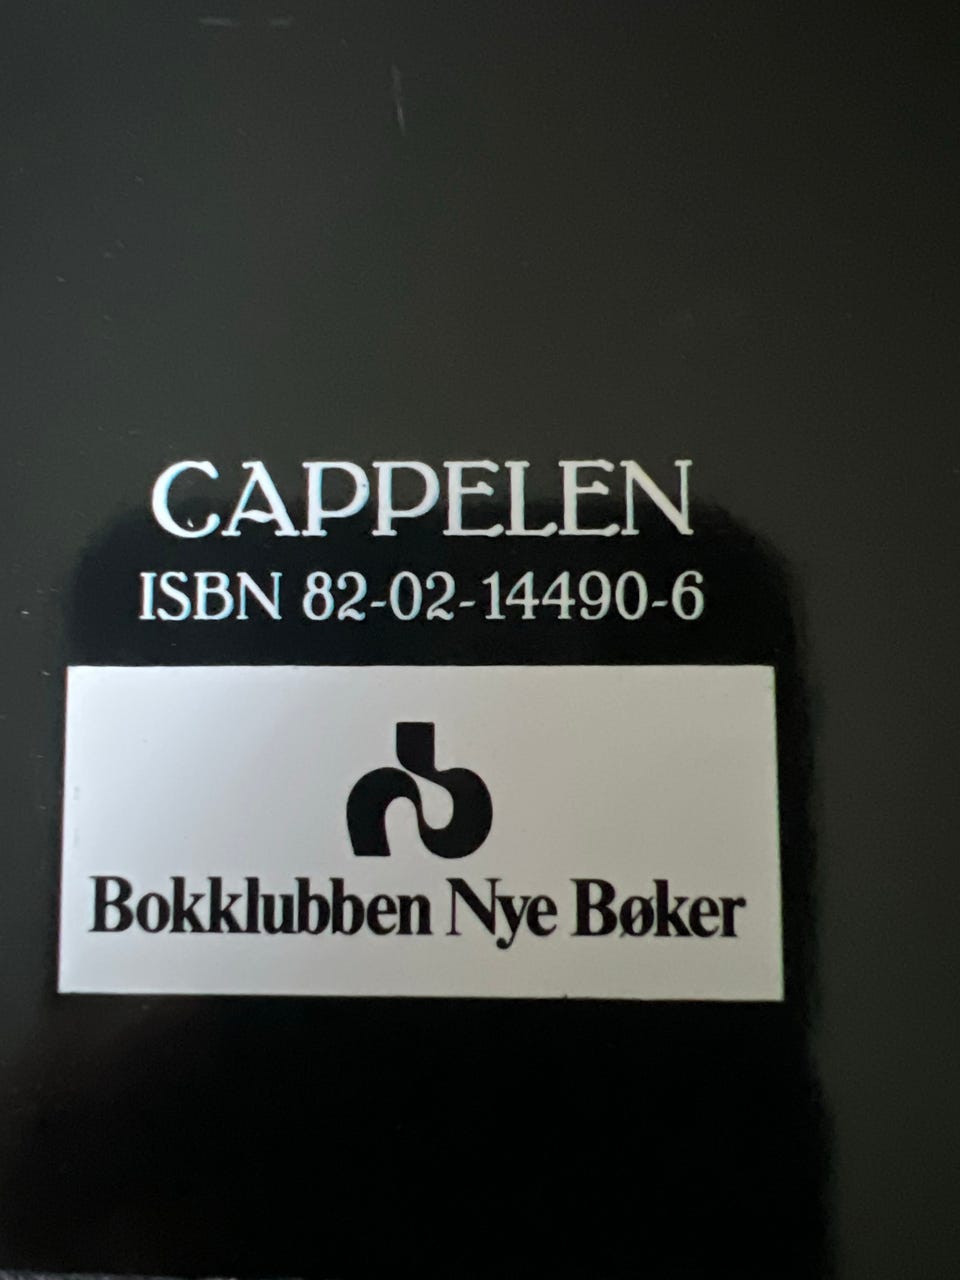 CAPPELEN
ISBN 82-02-14490-6
Bokklubben Nye Bøker